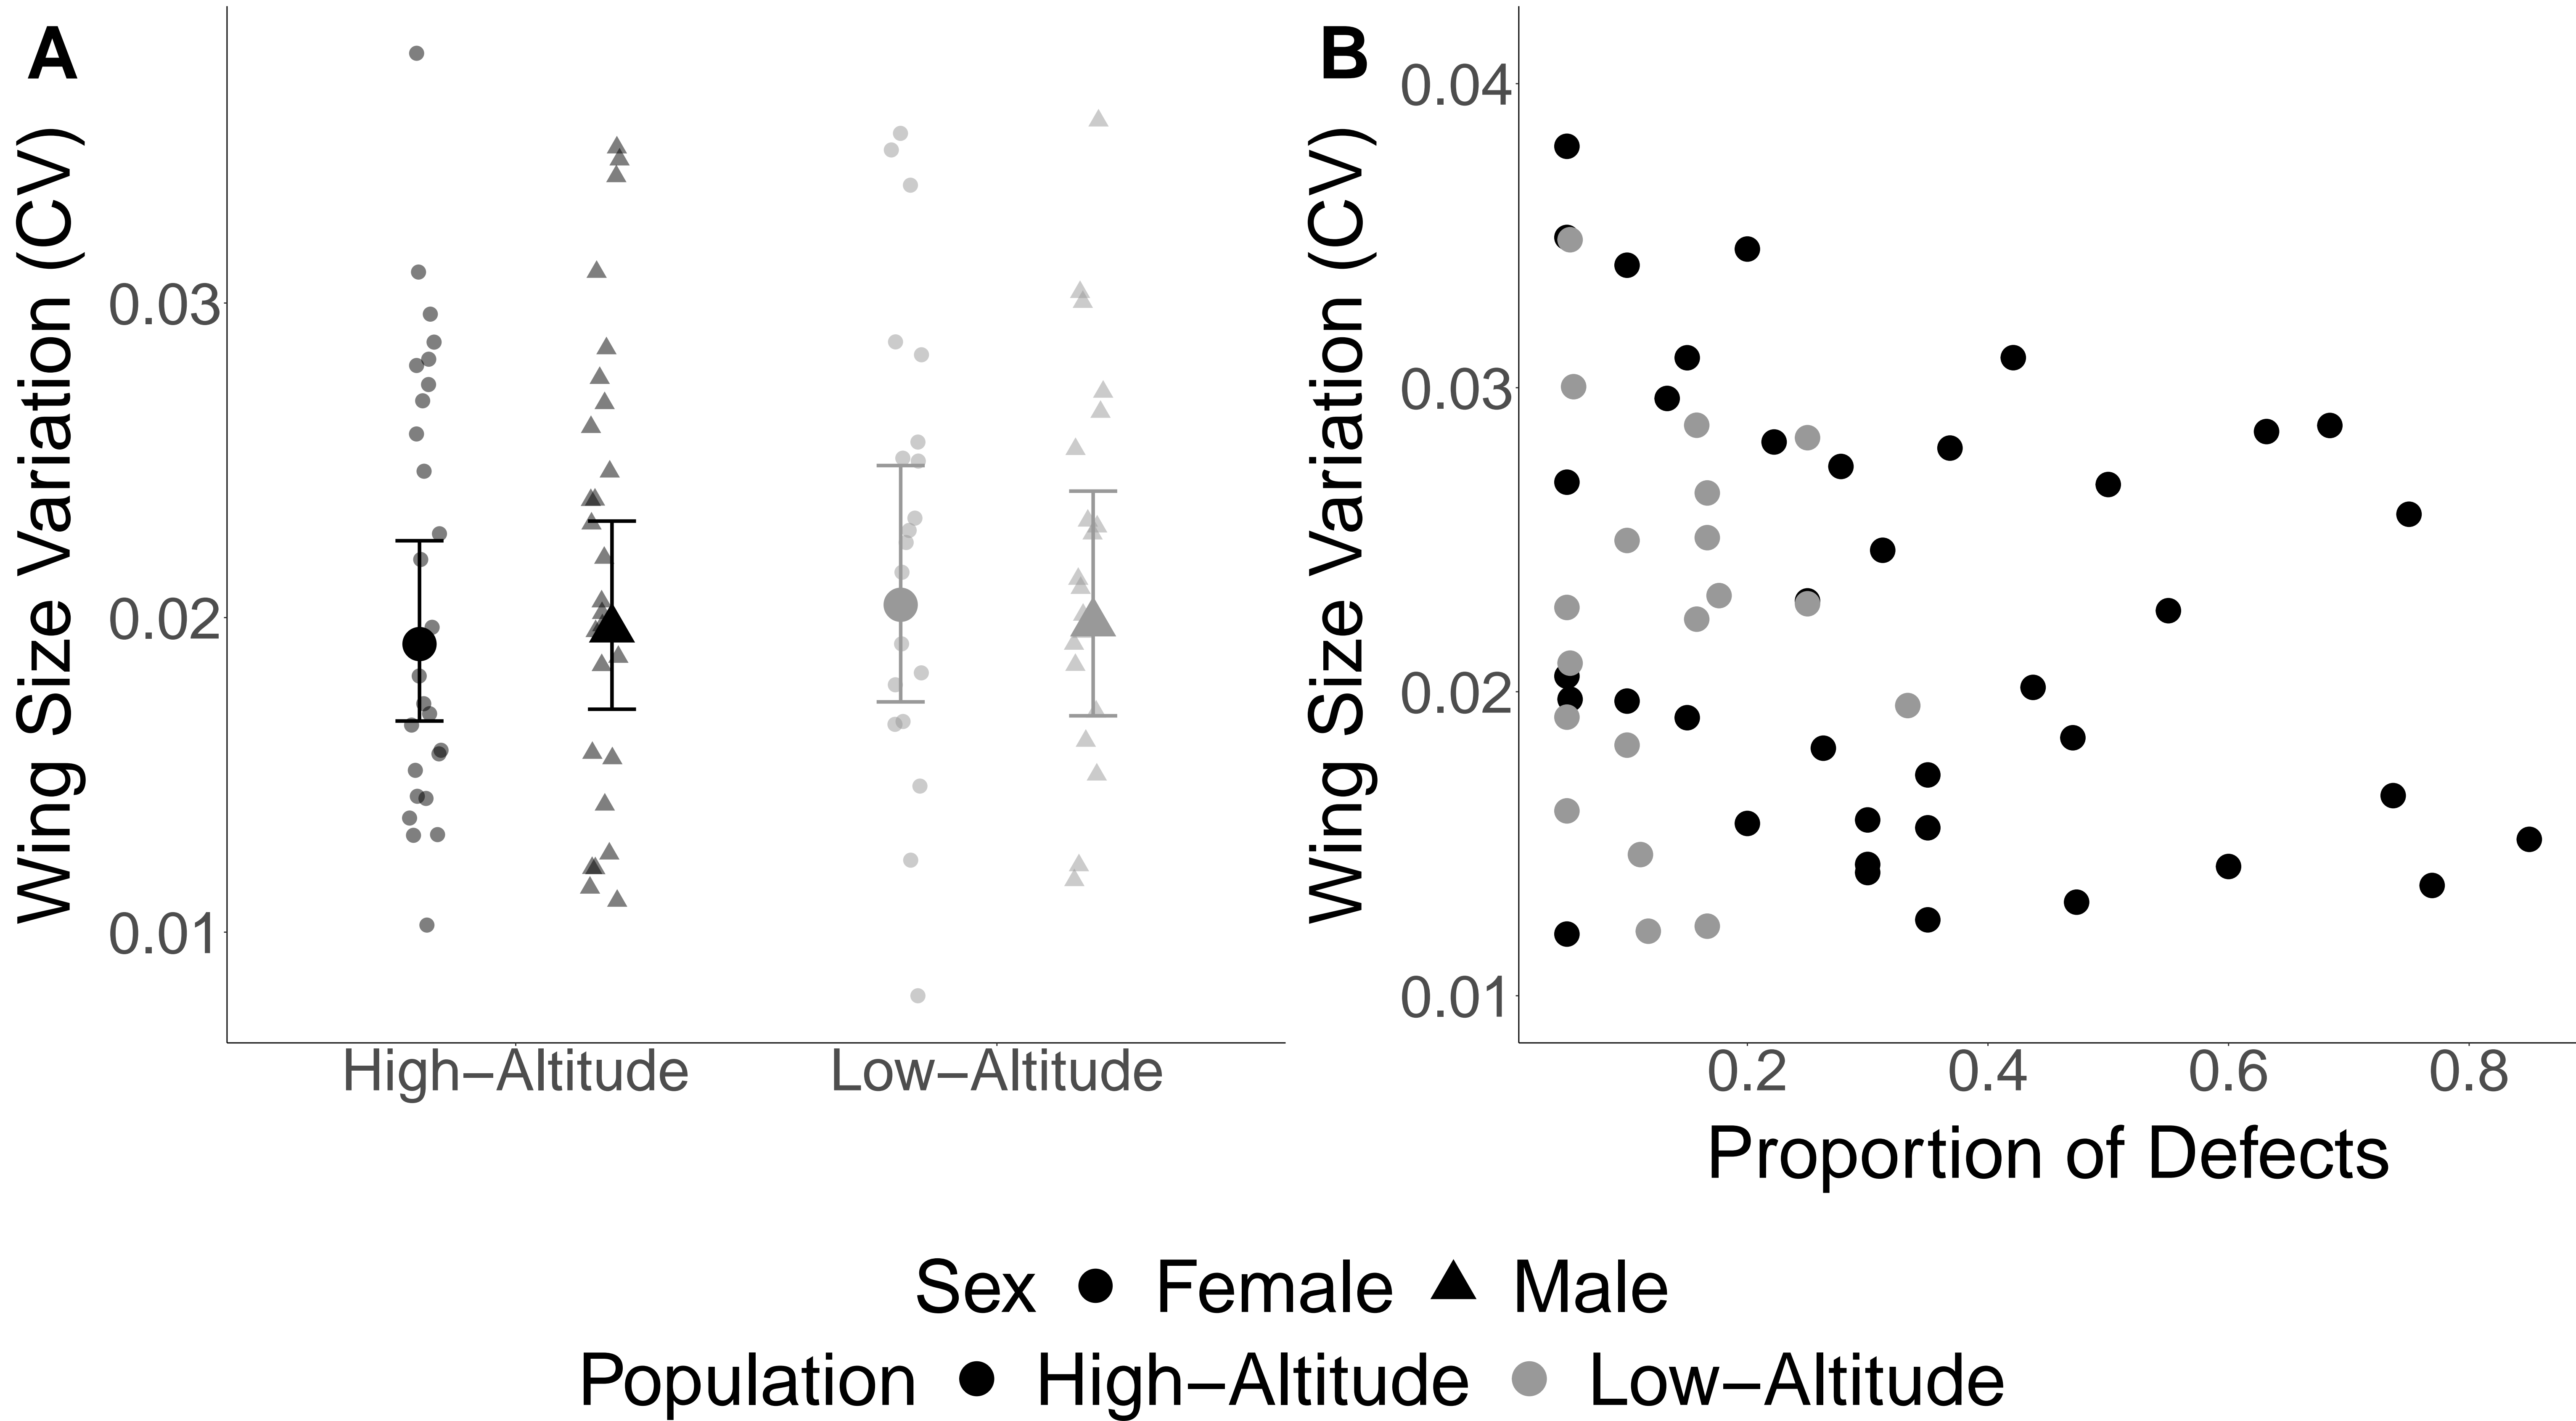 A
Wing Size Variation (CV)
0.03
0.02
0.01
High–Altitude
Low–Altitude
B
Wing Size Variation (CV)
0.04
0.03
0.02
0.01
0.2
0.4
0.6
0.8
Proportion of Defects
Sex Female Male
Population High–Altitude Low–Altitude